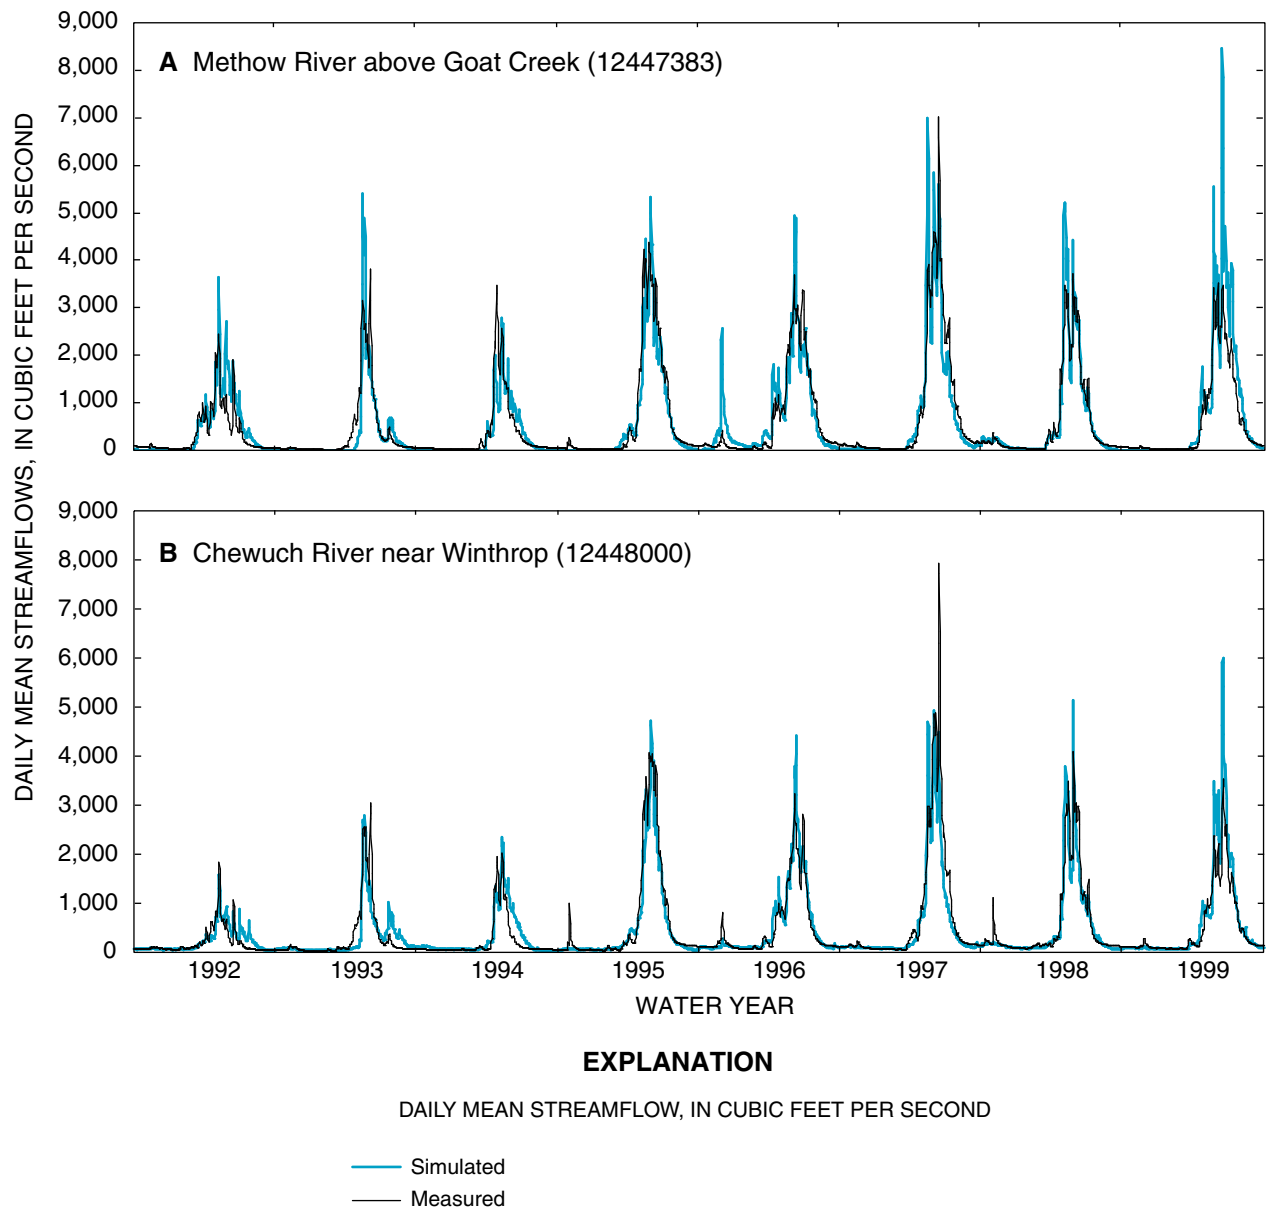 DAILY MEAN STREAMFLOWS, IN CUBIC FEET PER SECOND
9,000
8,000
7,000
6,000
5,000
4,000
3,000
2,000
1,000
0
A Methow River above Goat Creek (12447383)
9,000
8,000
7,000
6,000
5,000
4,000
3,000
2,000
1,000
0
B Chewuch River near Winthrop (12448000)
1992 1993 1994 1995 1996 1997 1998 1999
WATER YEAR
EXPLANATION
DAILY MEAN STREAMFLOW, IN CUBIC FEET PER SECOND
Simulated
Measured